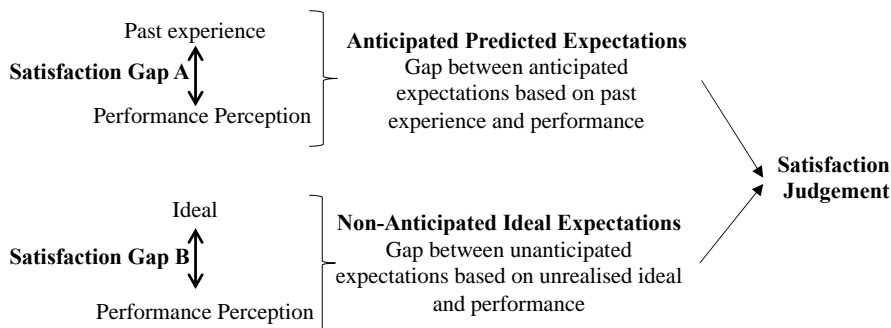 Past experience
Satisfaction Gap A
Performance Perception
Anticipated Predicted Expectations
Gap between anticipated
expectations based on past
experience and performance
Ideal
Satisfaction Gap B
Performance Perception
Non-Anticipated Ideal Expectations
Gap between unanticipated
expectations based on unrealised ideal
and performance
Satisfaction
Judgement